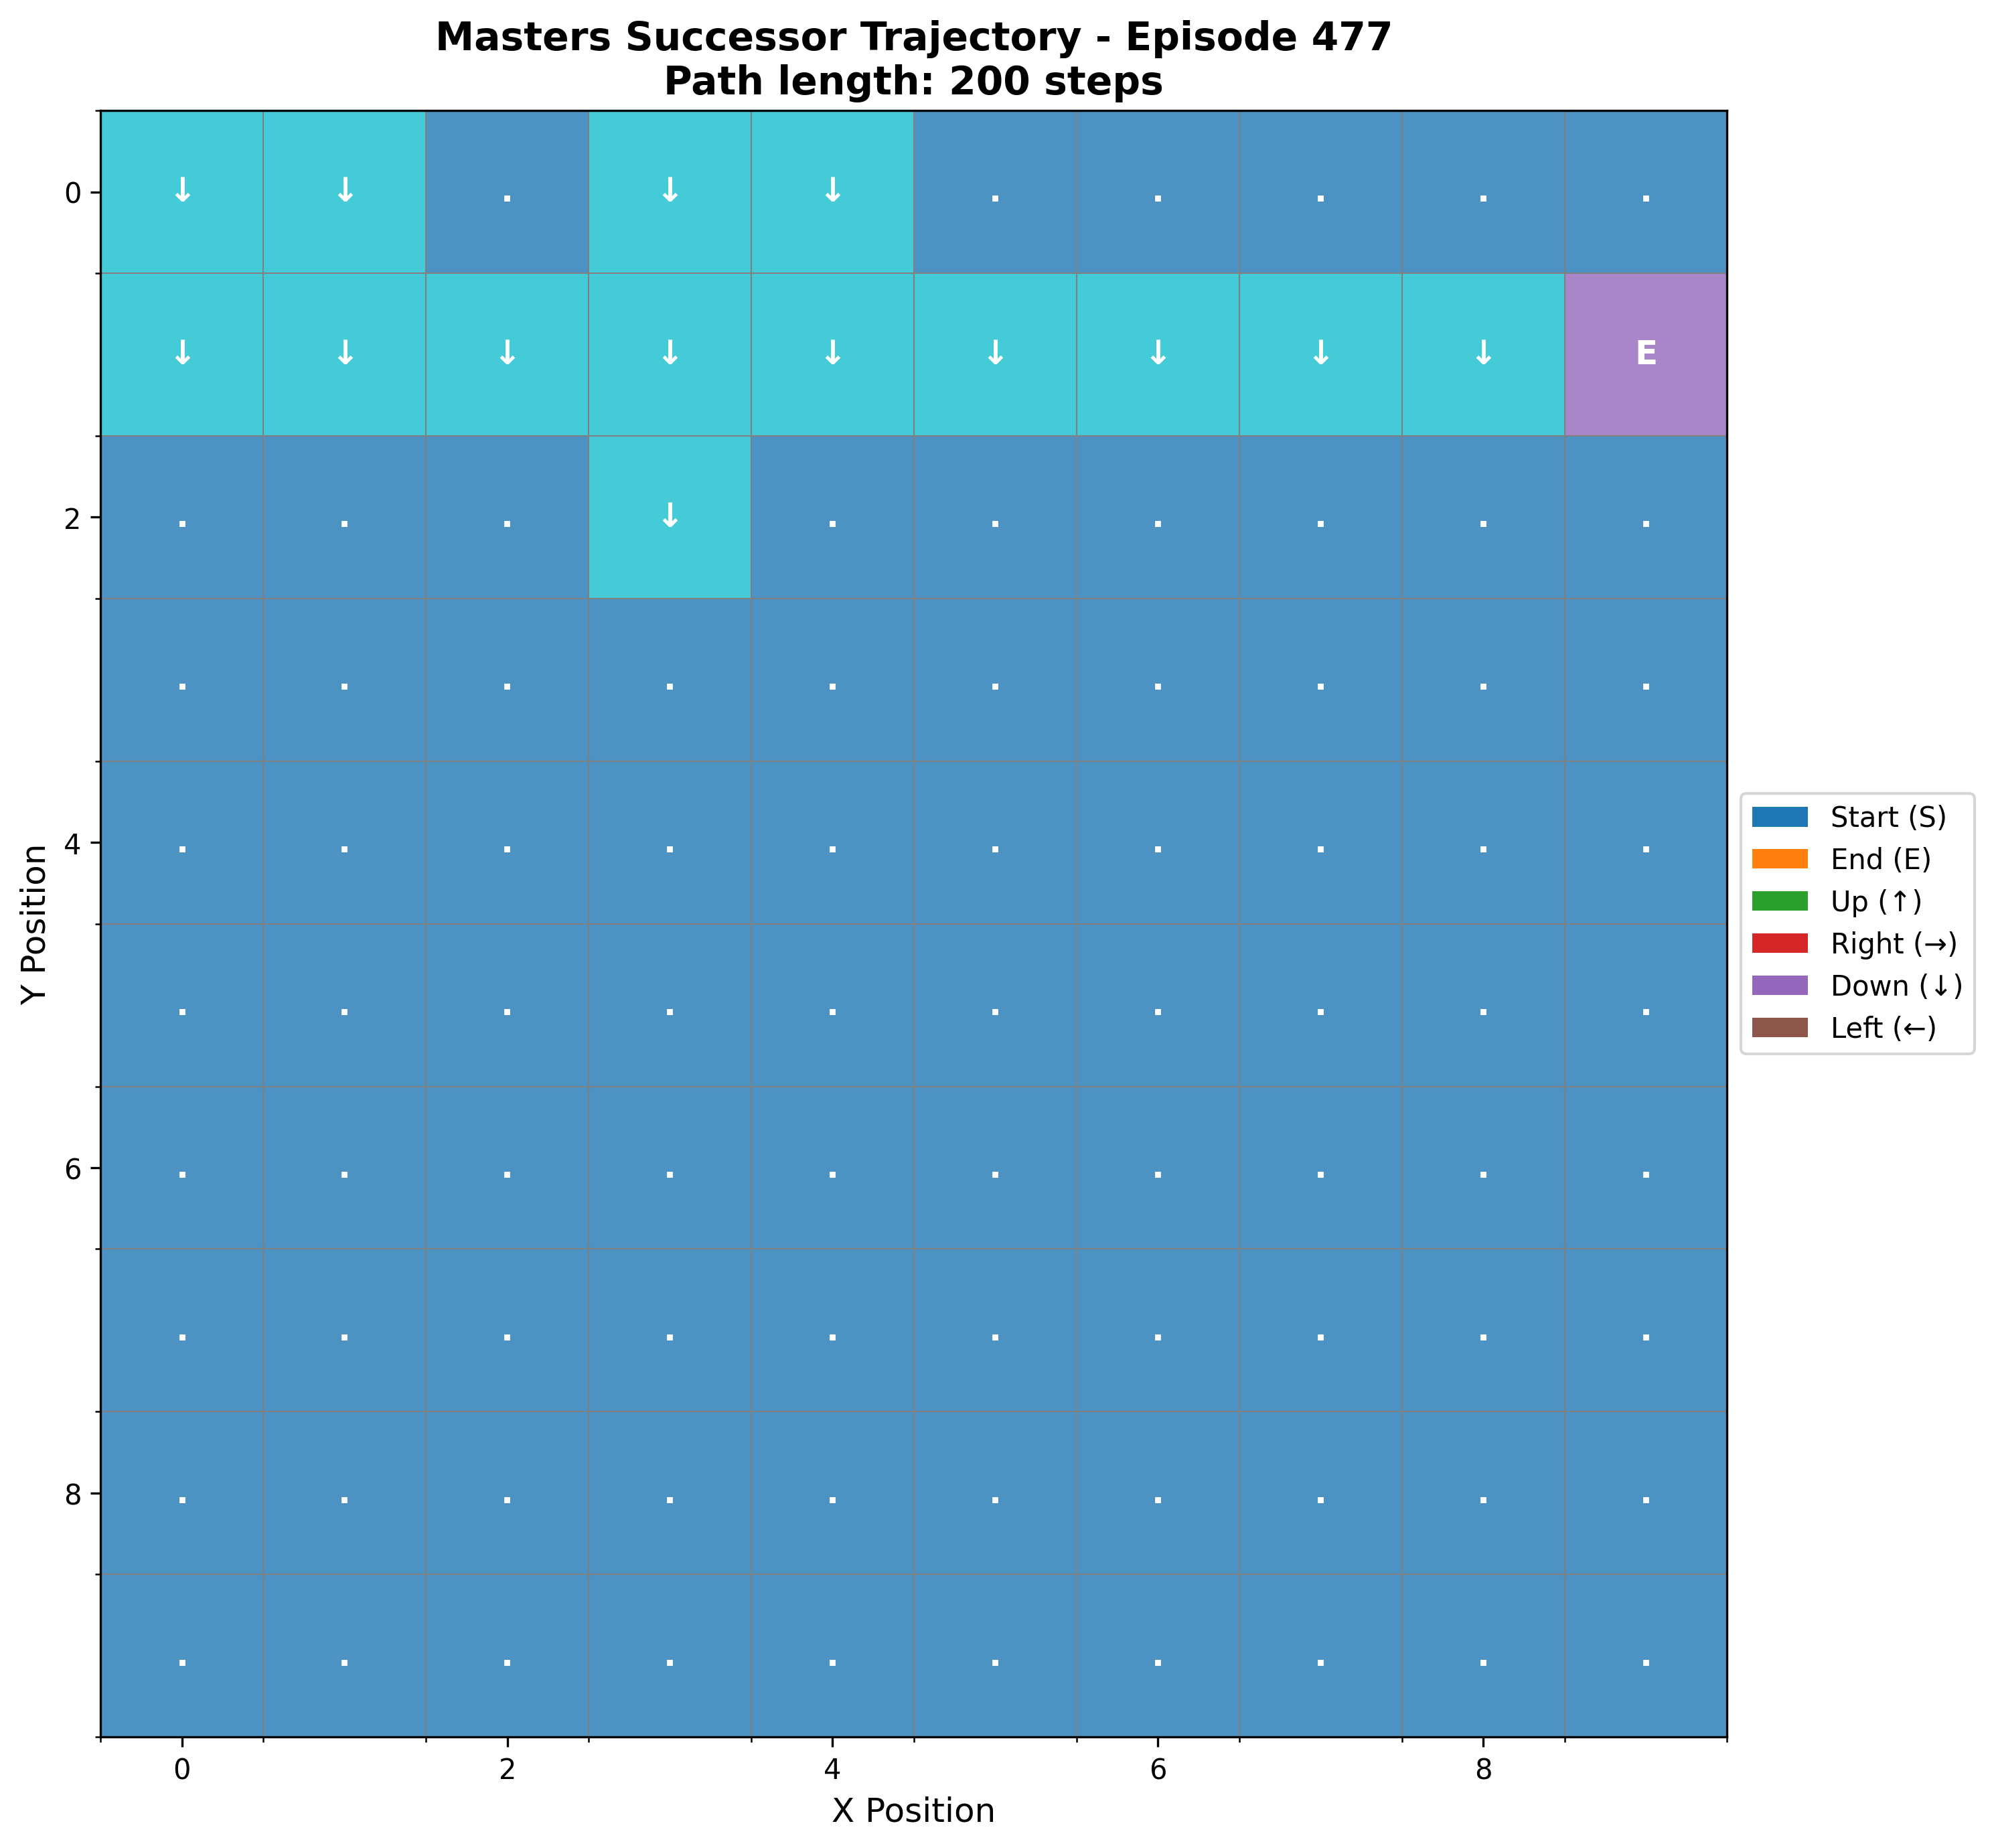 Masters Successor Trajectory - Episode 477
Path length: 200 steps
0 ↓ ↓ . ↓ ↓ . . . . .
↓ ↓ ↓ ↓ ↓ ↓ ↓ ↓ ↓ E
2 . . . ↓ . . . . . .
. . . . . . . . . .
4 . . . . . . . . . .
. . . . . . . . . .
6 . . . . . . . . . .
. . . . . . . . . .
8 . . . . . . . . . .
. . . . . . . . . .
0 2 4 6 8
X Position
Y Position
Start (S)
End (E)
Up (↑)
Right (→)
Down (↓)
Left (←)